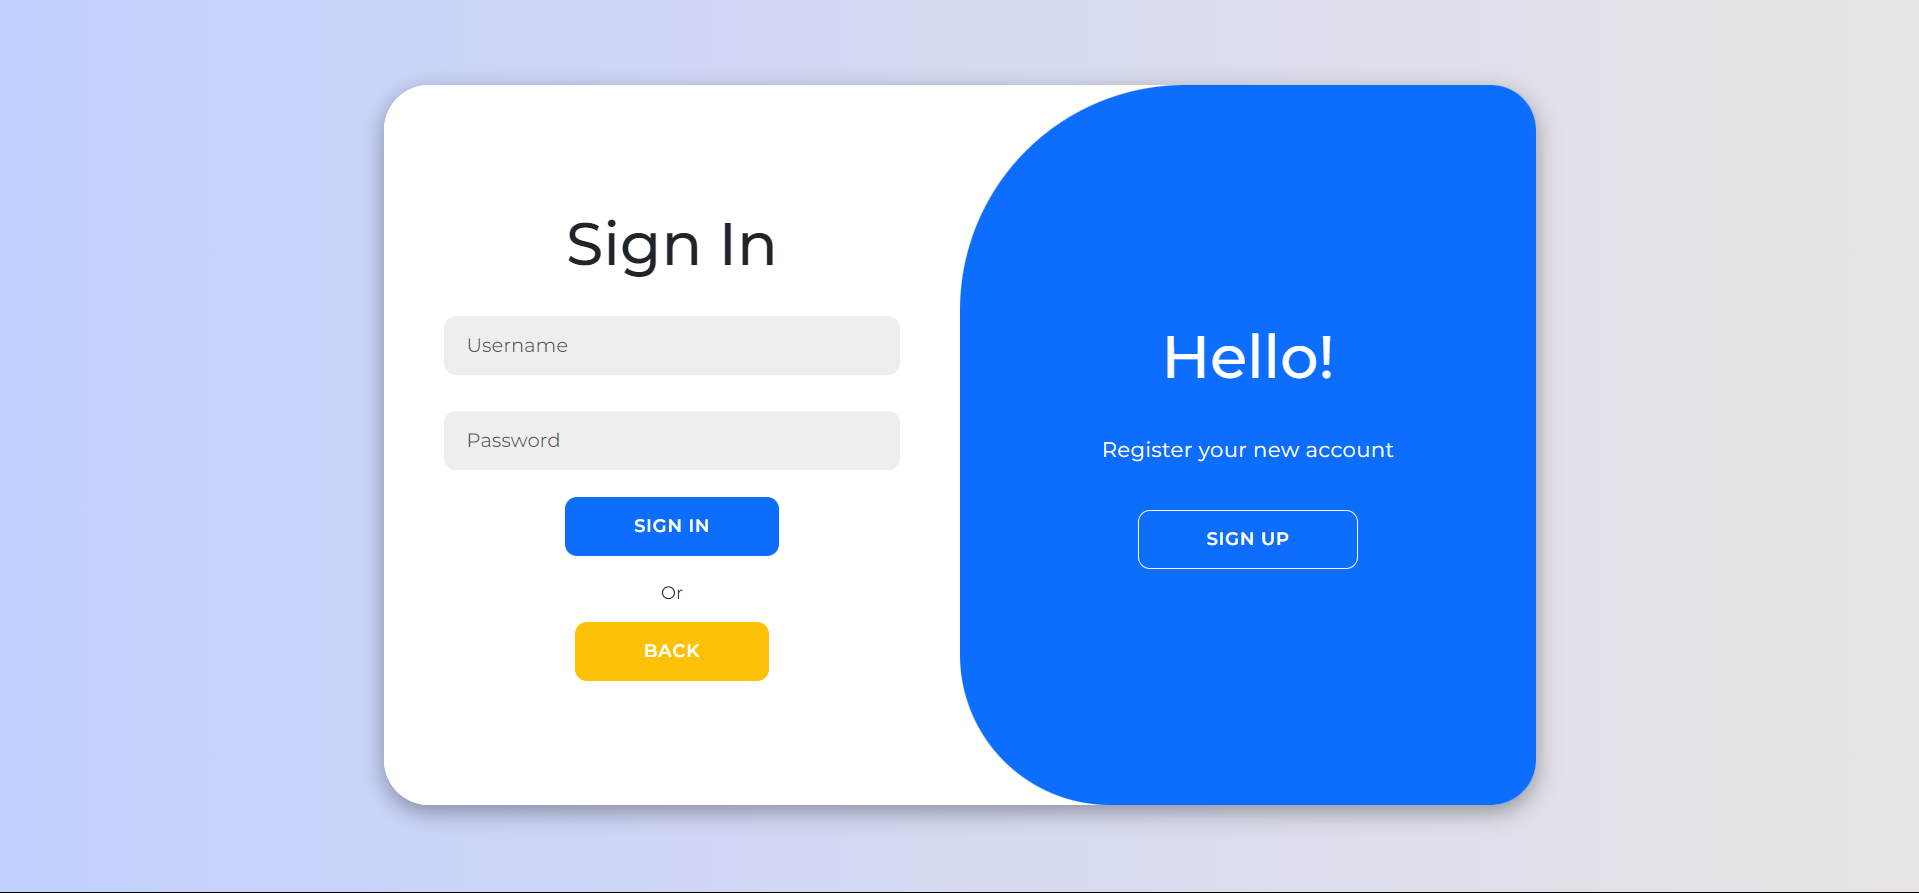 Sign In
Username
Password
SIGN IN
Or
BACK
Hello!
Register your new account
SIGN UP